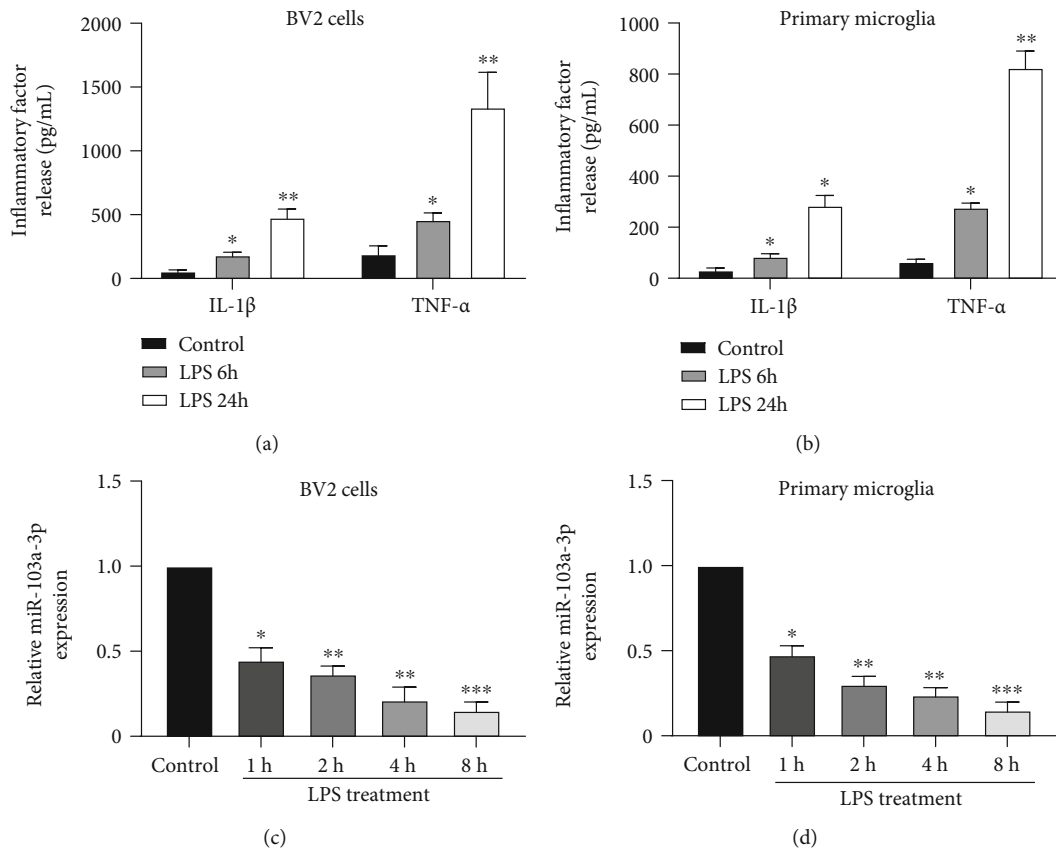 BV2 cells
Inflammatory factor
release (pg/mL)
2000
1500
1000
500
0
*
**
*
**
IL-1β
TNF-α
Control
LPS 6h
LPS 24h
(a)
Primary microglia
Inflammatory factor
release (pg/mL)
1000
800
600
400
200
0
*
*
*
**
IL-1β
TNF-α
Control
LPS 6h
LPS 24h
(b)
BV2 cells
Relative miR-103a-3p
expression
1.5
1.0
0.5
0
*
**
**
***
Control
1 h
2 h
4 h
8 h
LPS treatment
(c)
Primary microglia
Relative miR-103a-3p
expression
1.5
1.0
0.5
0
*
**
**
***
Control
1 h
2 h
4 h
8 h
LPS treatment
(d)